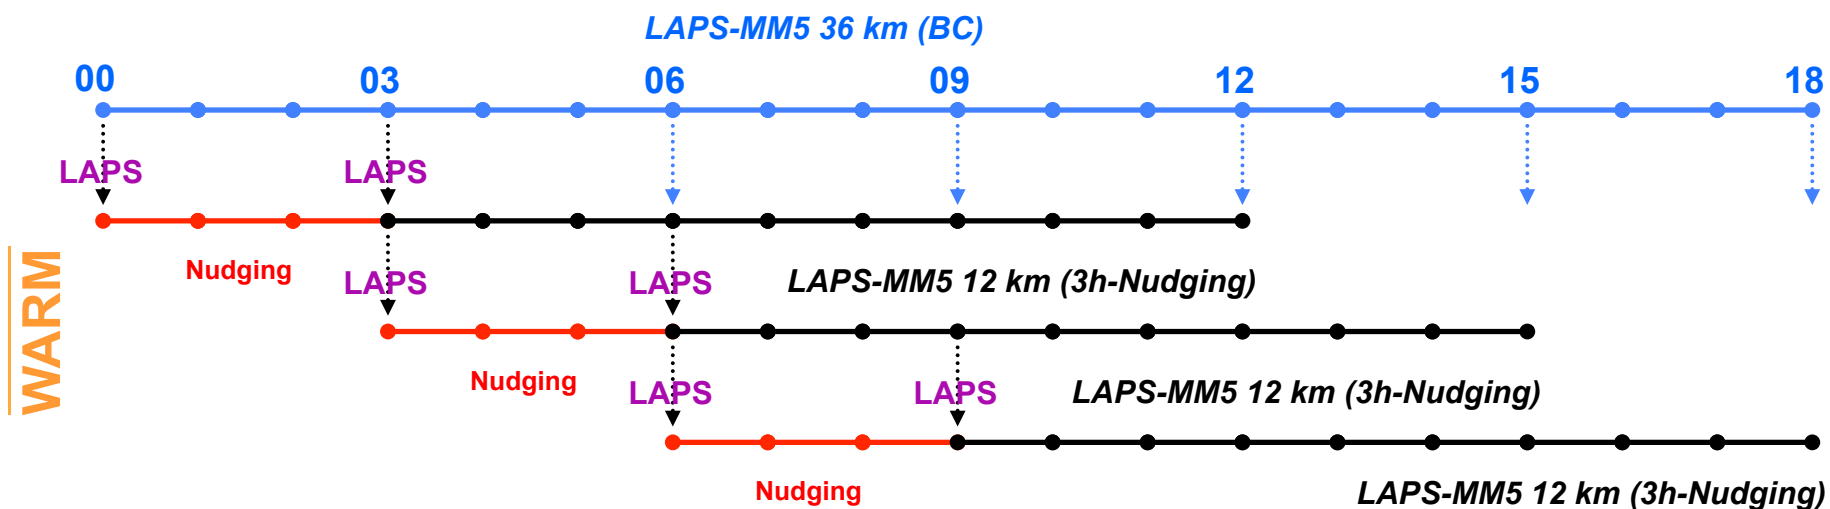 LAPS-MM5 36 km (BC)
00 03 06 09 12 15 18
LAPS LAPS
WARM
Nudging LAPS LAPS LAPS-MM5 12 km (3h-Nudging)
Nudging LAPS LAPS LAPS-MM5 12 km (3h-Nudging)
Nudging LAPS-MM5 12 km (3h-Nudging)